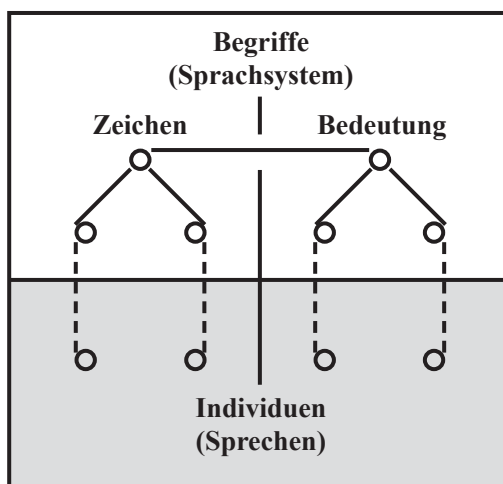 Begriffe
(Sprachsystem)
Zeichen Bedeutung
Individuen
(Sprechen)